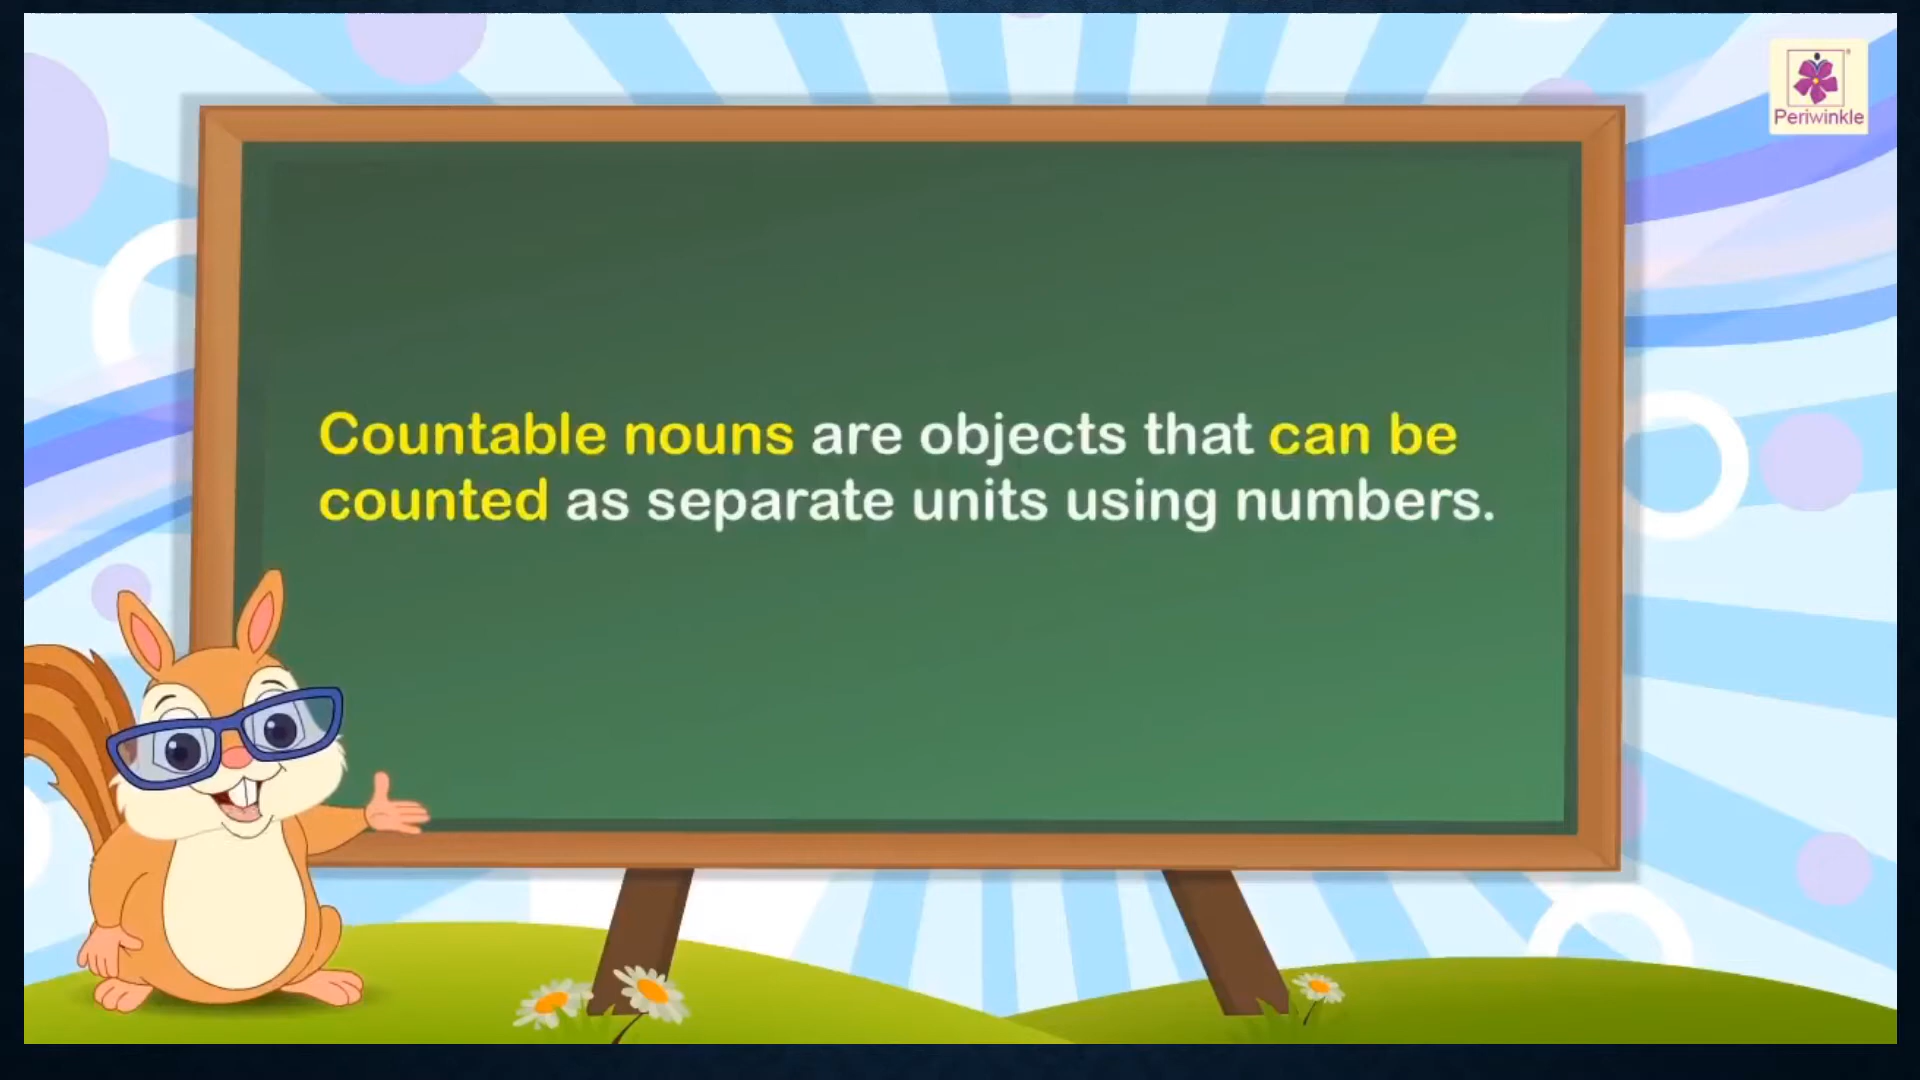 Periwinkle
Countable nouns are objects that can be
counted as separate units using numbers.